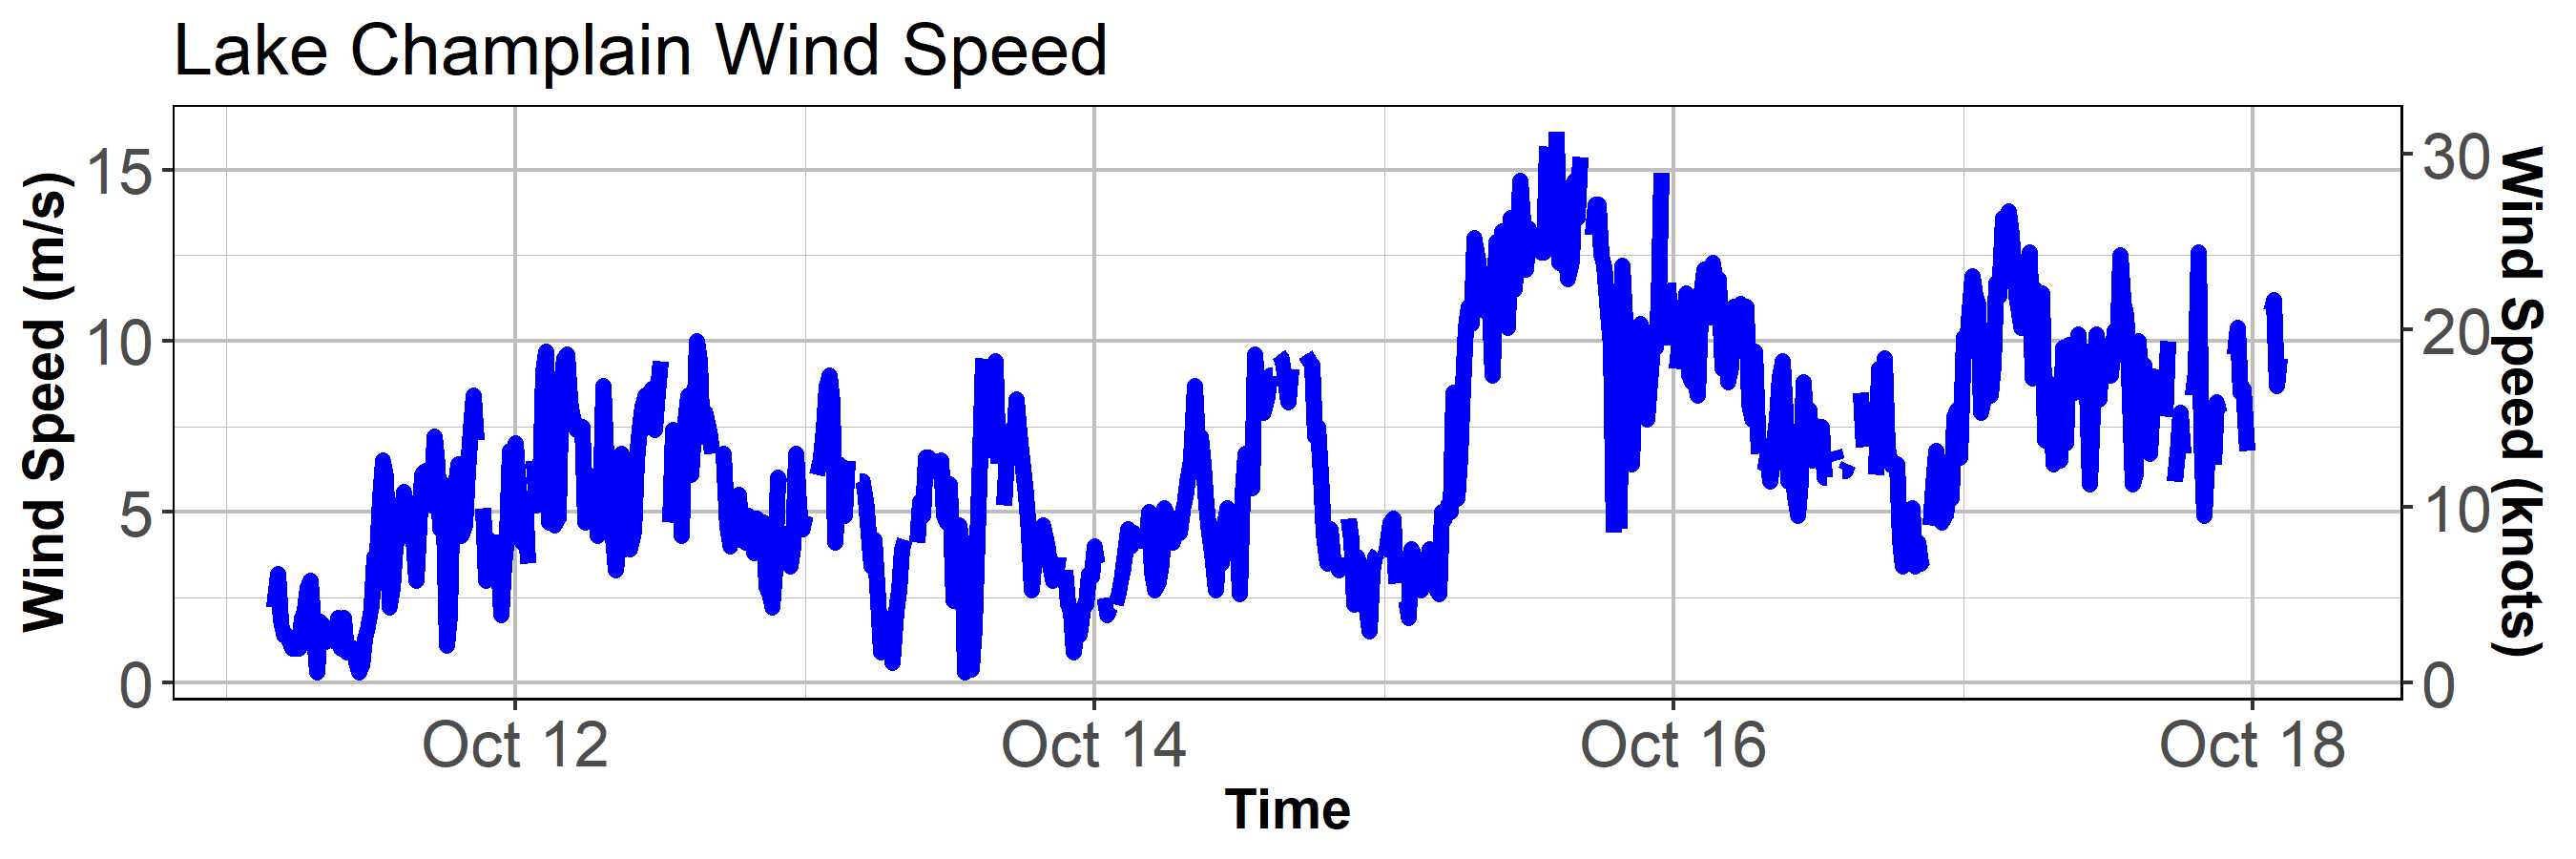 Lake Champlain Wind Speed
Wind Speed (m/s)
15
10
5
0
30
20
10
0
Wind Speed (knots)
Oct 12
Oct 14
Oct 16
Oct 18
Time